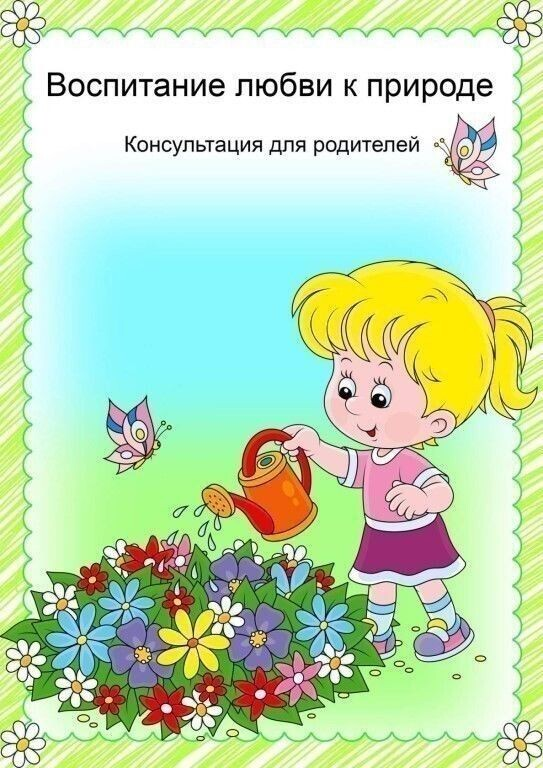 Воспитание любви к природе
Консультация для родителей